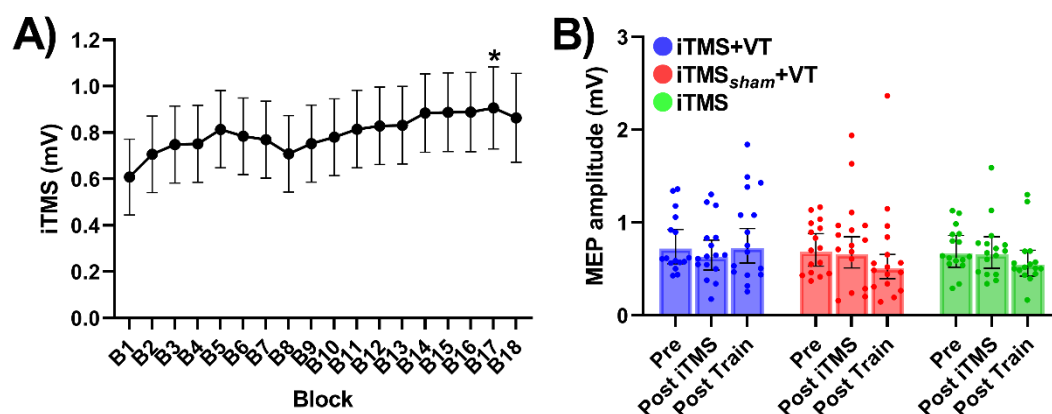 A)
iTMS (mV)
1.2
1.0
0.8
0.6
0.4
0.2
0.0
*
B1
B2
B3
B4
B5
B6
B7
B8
B9
B10
B11
B12
B13
B14
B15
B16
B17
B18
Block
B)
MEP amplitude (mV)
3
2
1
0
iTMS+VT
iTMSsham+VT
iTMS
Pre
Post iTMS
Post Train
Pre
Post iTMS
Post Train
Pre
Post iTMS
Post Train